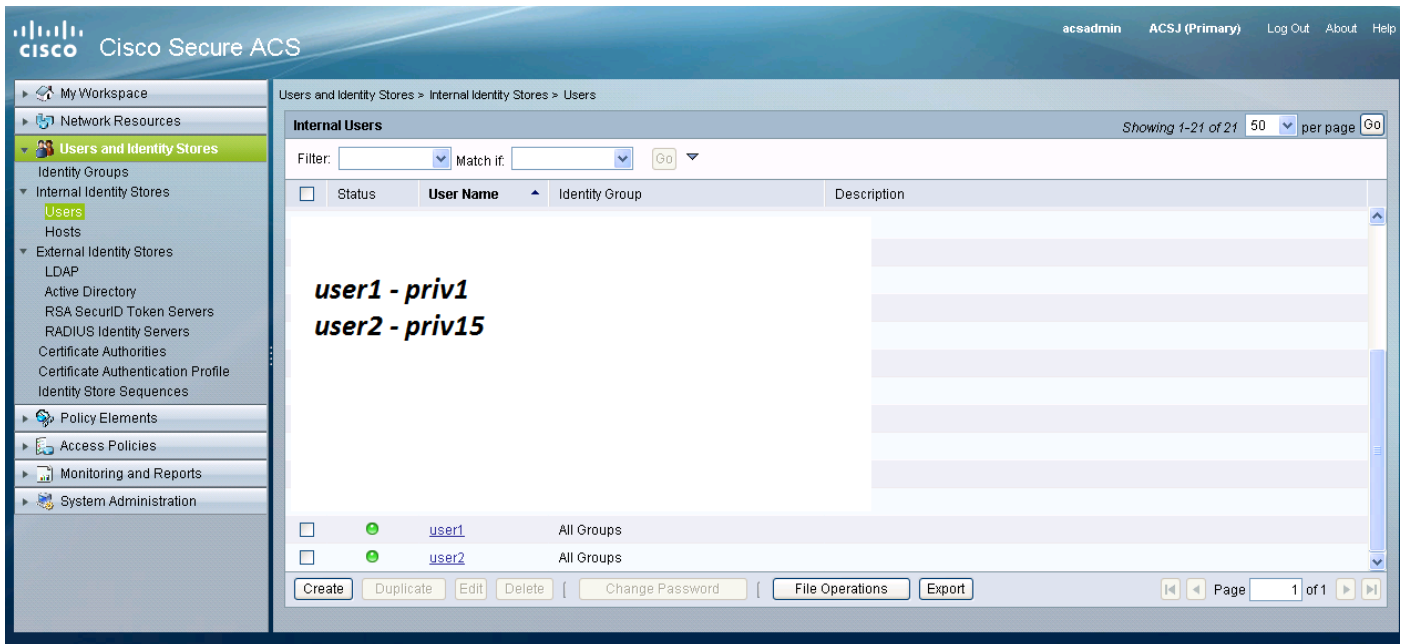 CISCO Cisco Secure ACS
acsadmin ACSJ (Primary) Log Out About Help
My Workspace
Network Resources
Users and Identity Stores
Identity Groups
Internal Identity Stores
Users
Hosts
External Identity Stores
LDAP
Active Directory
RSA SecurID Token Servers
RADIUS Identity Servers
Certificate Authorities
Certificate Authentication Profile
Identity Store Sequences
Policy Elements
Access Policies
Monitoring and Reports
System Administration
Users and Identity Stores > Internal Identity Stores > Users
Internal Users Showing 1-21 of 21 50 per page Go
Filter: Match if: Go
Status User Name Identity Group Description
user1 - priv1
user2 - priv15
user1 All Groups
user2 All Groups
Create Duplicate Edit Delete | Change Password | File Operations Export Page 1 of 1